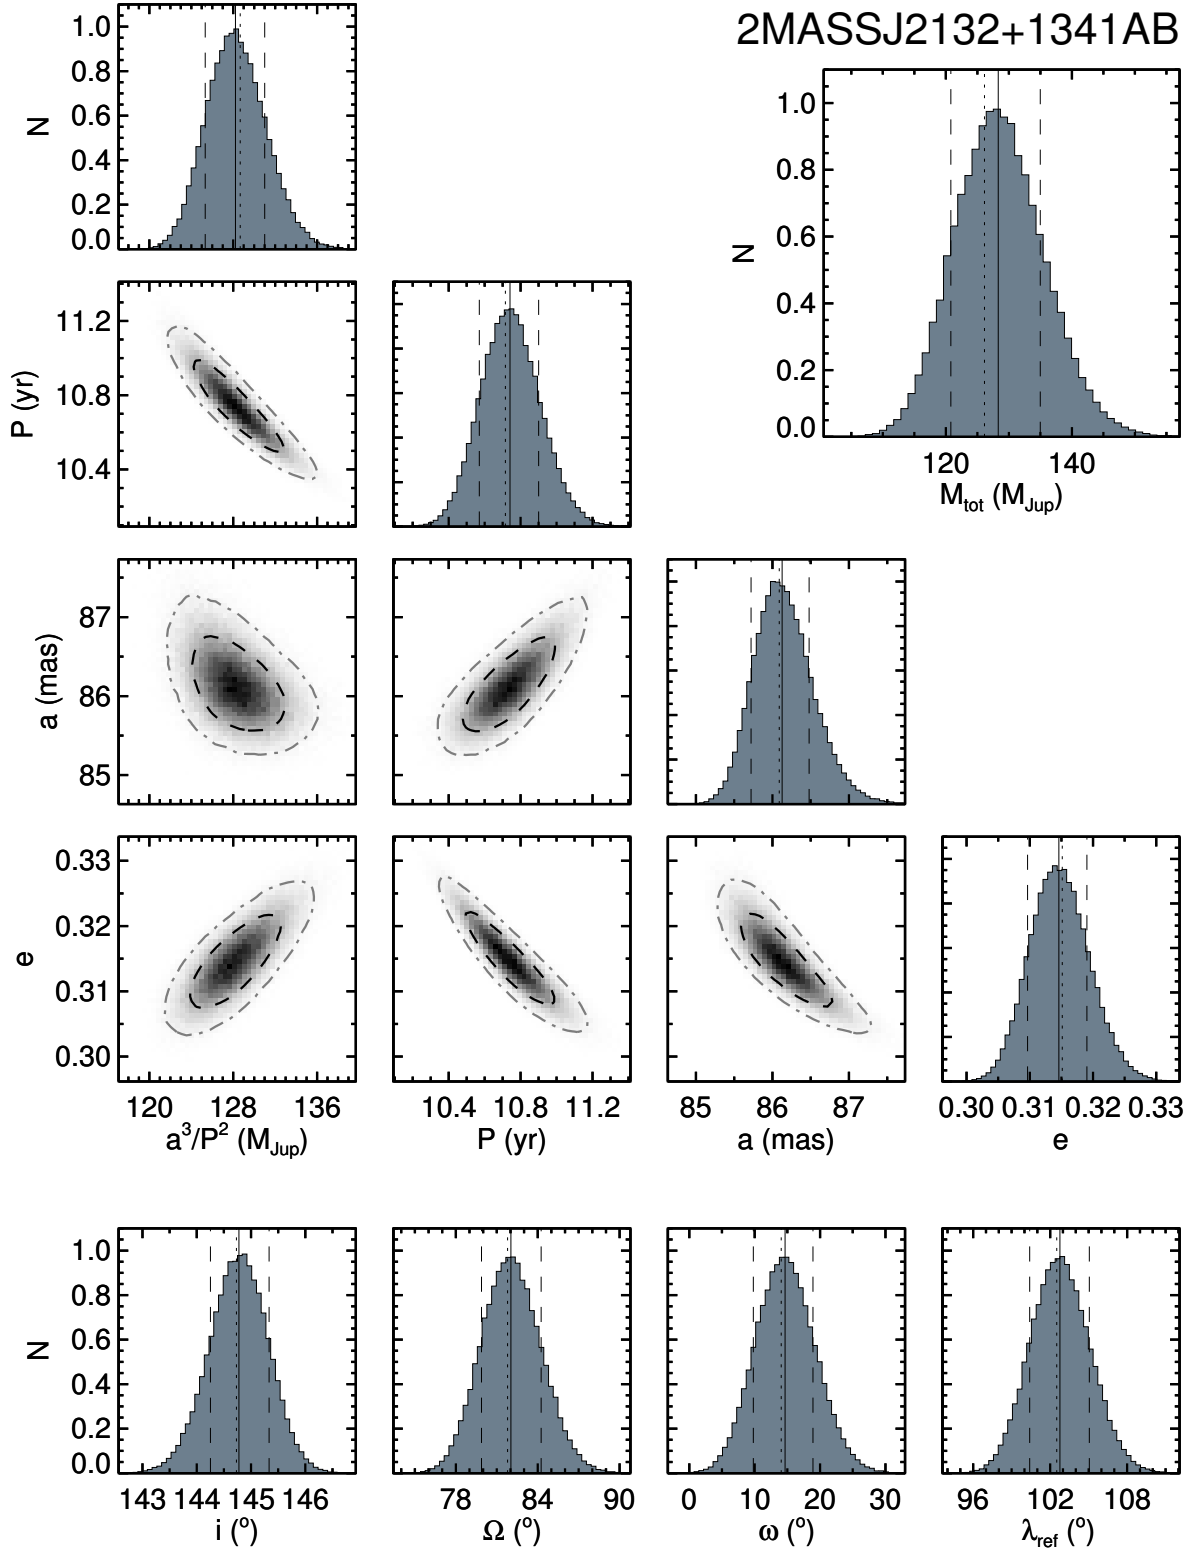 2MASSJ2132+1341AB
1.0
0.8
0.6
0.4
0.2
0.0
N
1.0
0.8
0.6
0.4
0.2
0.0
N
120 140
M_tot (M_Jup)
11.2
10.8
10.4
P (yr)
87
86
85
a (mas)
0.33
0.32
0.31
0.30
e
120 128 136
a³/P² (M_Jup)
10.4 10.8 11.2
P (yr)
85 86 87
a (mas)
0.30 0.31 0.32 0.33
e
1.0
0.8
0.6
0.4
0.2
0.0
N
143 144 145 146
i (°)
78 84 90
Ω (°)
0 10 20 30
ω (°)
96 102 108
λ_ref (°)